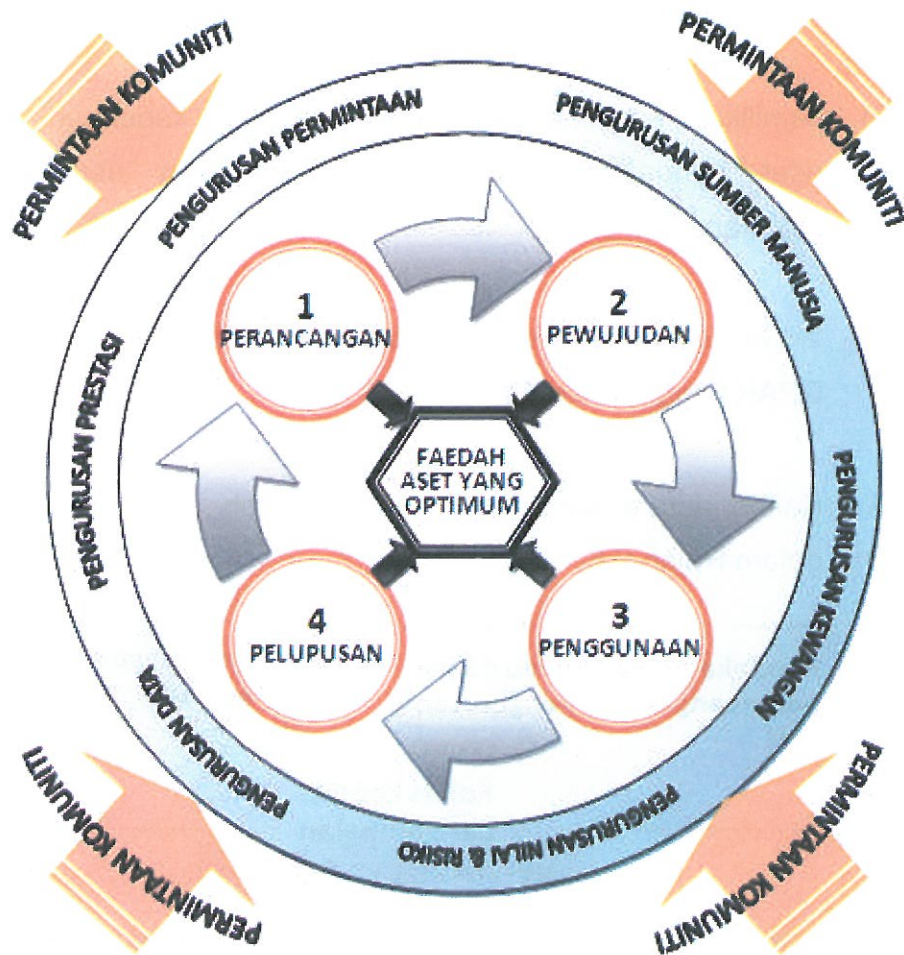 PERMINTAAN KOMUNITI
PERMINTAAN KOMUNITI
PENGURUSAN PERMINTAAN
PENGURUSAN SUMBER MANUSIA
1
PERANCANGAN
2
PEWUJUDAN
PENGURUSAN PRESTASI
FAEDAH
ASET YANG
OPTIMUM
PENGURUSAN KEWANGAN
4
PELUPUSAN
3
PENGGUNAAN
PENGURUSAN DATA
PENGURUSAN NILAI & RISIKO
PERMINTAAN KOMUNITI
PERMINTAAN KOMUNITI